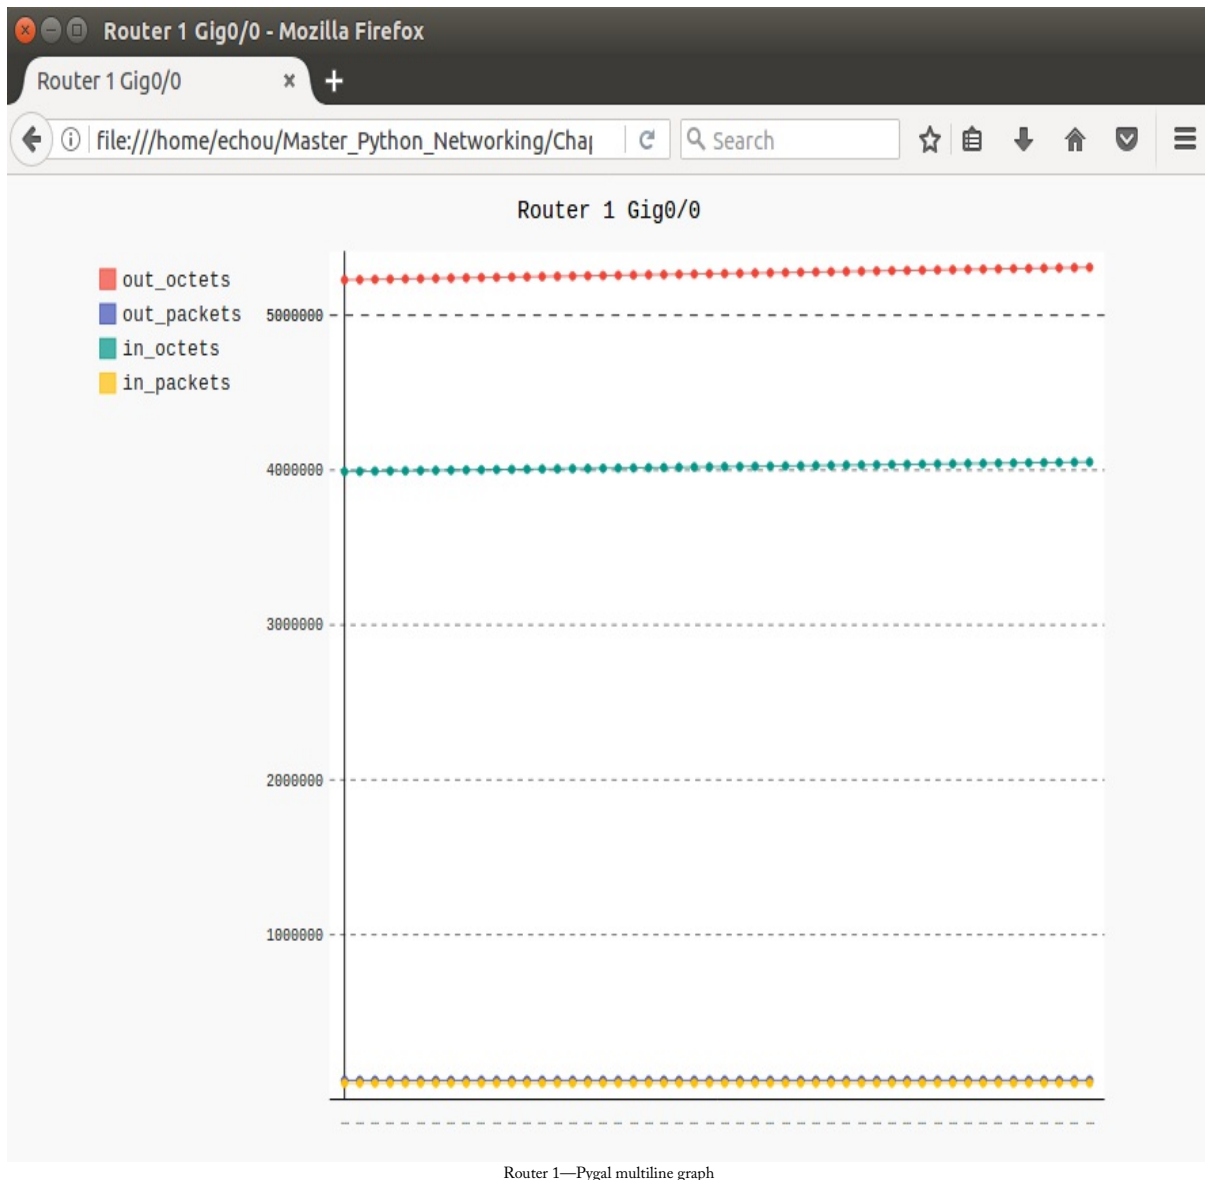 Router 1 Gig0/0 - Mozilla Firefox
Router 1 Gig0/0
file:///home/echou/Master_Python_Networking/Chap
Search
Router 1 Gig0/0
out_octets
out_packets
in_octets
in_packets
5000000
4000000
3000000
2000000
1000000
Router 1—Pygal multiline graph